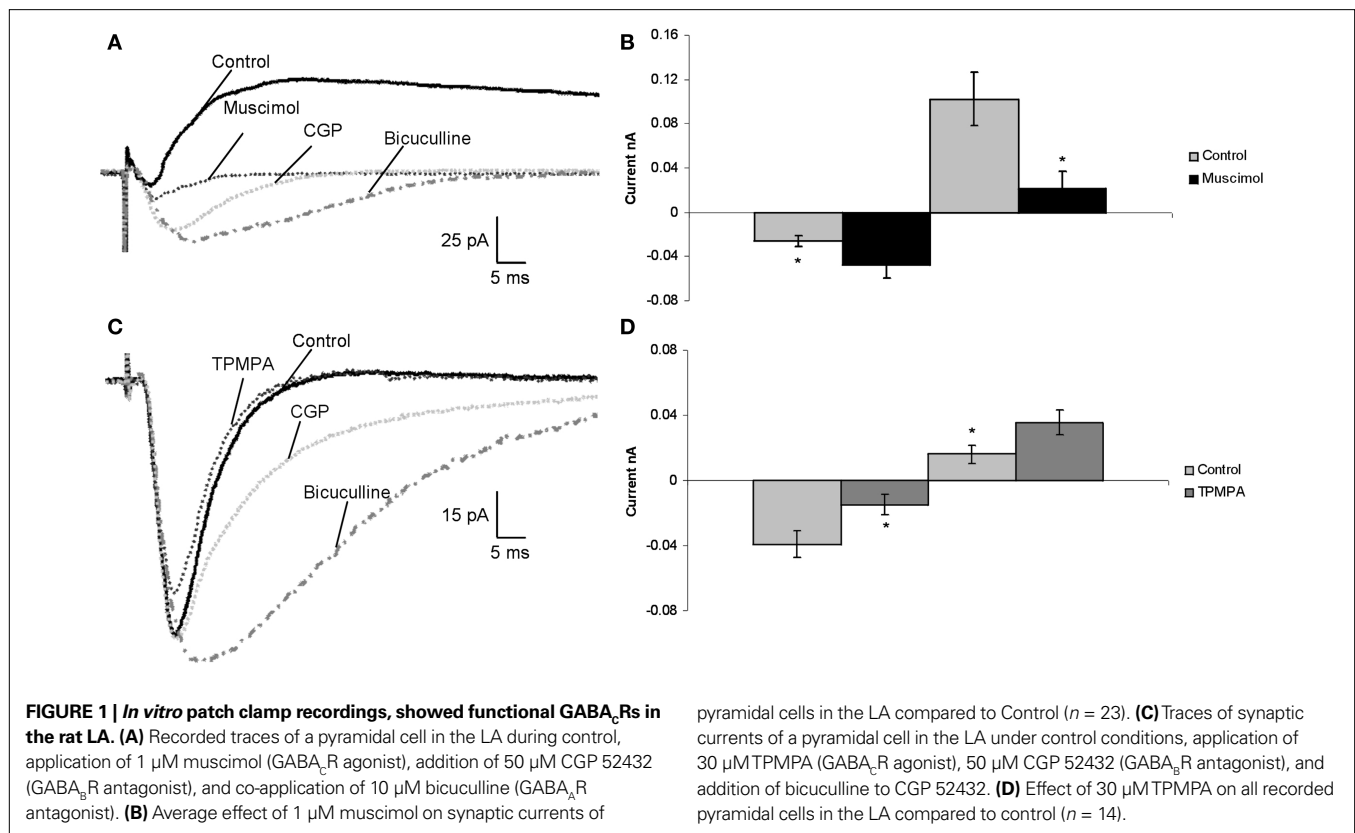 A
Control
Muscimol
CGP
Bicuculline
25 pA
5 ms
B
Current nA
0.16
0.12
0.08
0.04
0
-0.04
-0.08
*
*
Control
Muscimol
C
TPMPA
Control
CGP
Bicuculline
15 pA
5 ms
D
Current nA
0.08
0.04
0
-0.04
-0.08
*
*
Control
TPMPA
FIGURE 1 | In vitro patch clamp recordings, showed functional GABACRs in
the rat LA. (A) Recorded traces of a pyramidal cell in the LA during control,
application of 1 μM muscimol (GABACR agonist), addition of 50 μM CGP 52432
(GABABR antagonist), and co-application of 10 μM bicuculline (GABAAR
antagonist). (B) Average effect of 1 μM muscimol on synaptic currents of
pyramidal cells in the LA compared to Control (n = 23). (C) Traces of synaptic
currents of a pyramidal cell in the LA under control conditions, application of
30 μM TPMPA (GABACR agonist), 50 μM CGP 52432 (GABABR antagonist), and
addition of bicuculline to CGP 52432. (D) Effect of 30 μM TPMPA on all recorded
pyramidal cells in the LA compared to control (n = 14).